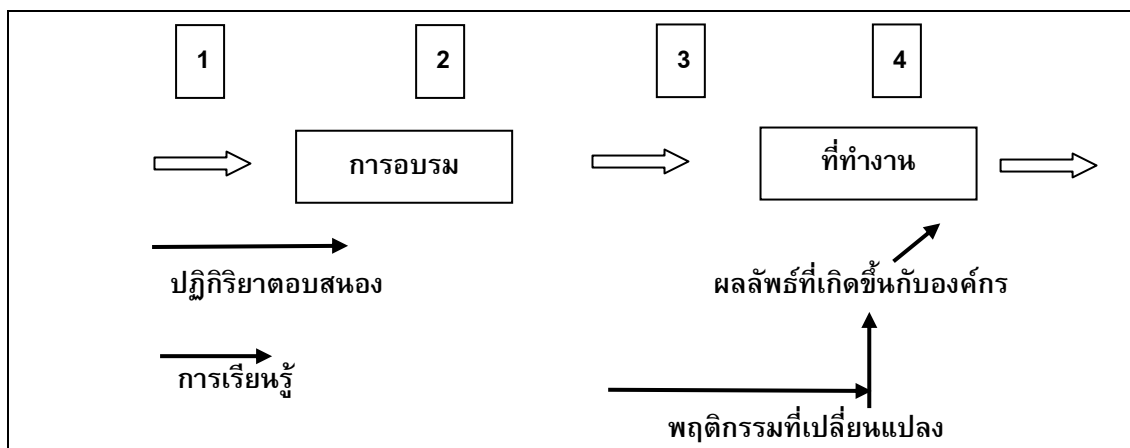 1 2 3 4
การอบรม ที่ทำงาน
ปฏิกิริยาตอบสนอง ผลลัพธ์ที่เกิดขึ้นกับองค์กร
การเรียนรู้
พฤติกรรมที่เปลี่ยนแปลง